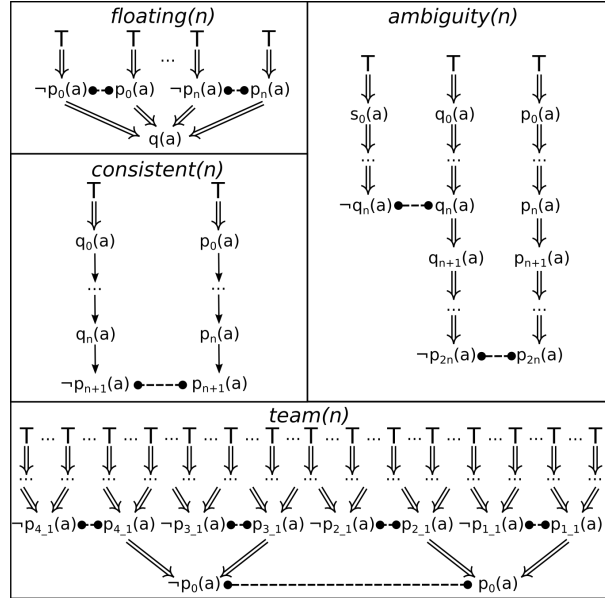 floating(n)
T T ... T T
¬p₀(a) p₀(a) ¬pₙ(a) pₙ(a)
q(a)
consistent(n)
T T
q₀(a) p₀(a)
... ...
qₙ(a) pₙ(a)
¬pₙ₊₁(a) pₙ₊₁(a)
ambiguity(n)
T T T
s₀(a) q₀(a) p₀(a)
... ... ...
¬qₙ(a) qₙ(a) pₙ(a)
qₙ₊₁(a) pₙ₊₁(a)
... ...
¬p₂ₙ(a) p₂ₙ(a)
team(n)
T ... T ... T ... T ... T ... T ... T ... T ... T ... T ... T ... T ... T ... T ... T
... ... ... ... ... ... ... ... ... ... ... ... ... ... ...
¬p₄_₁(a) p₄_₁(a) ¬p₃_₁(a) p₃_₁(a) ¬p₂_₁(a) p₂_₁(a) ¬p₁_₁(a) p₁_₁(a)
¬p₀(a) p₀(a)